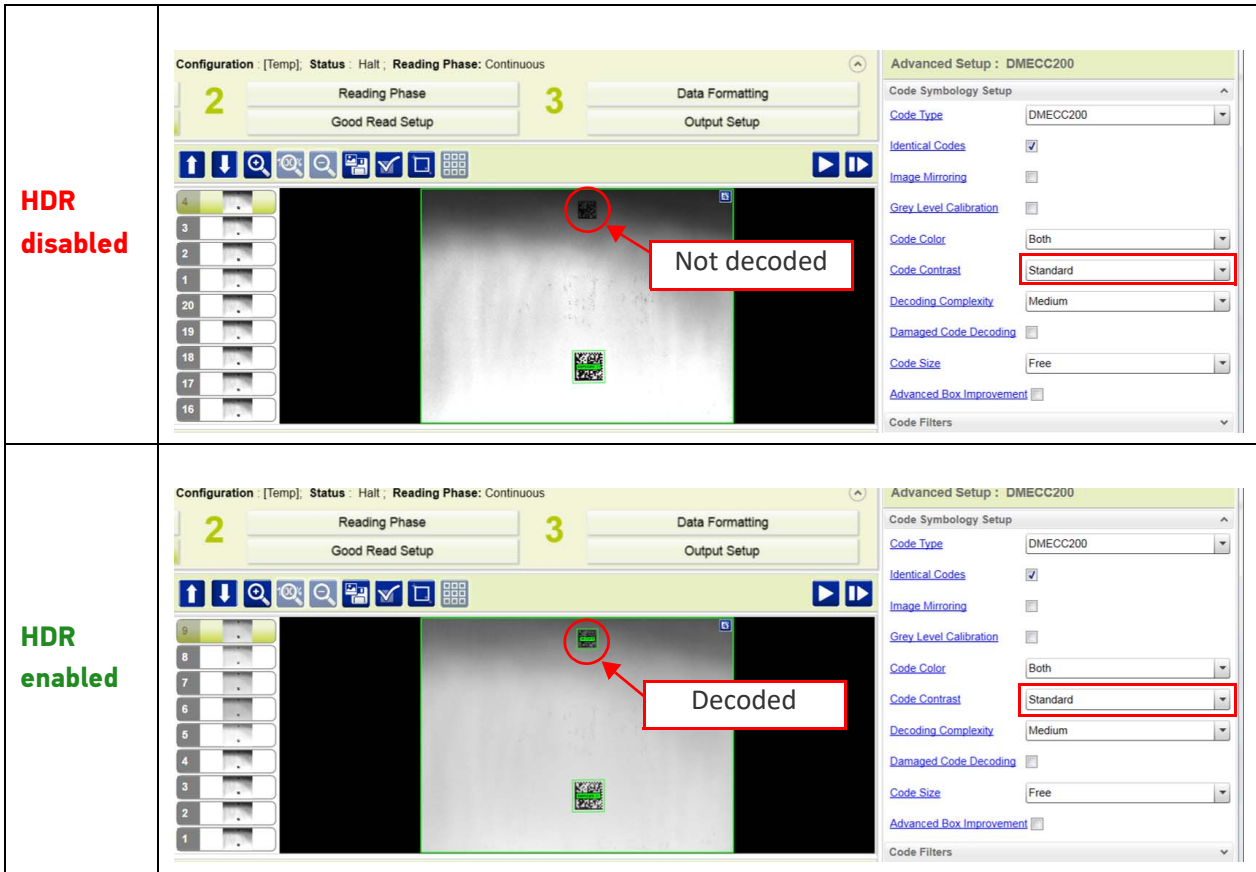 HDR
disabled
Configuration : [Temp]; Status : Halt ; Reading Phase: Continuous
2
Reading Phase
Good Read Setup
3
Data Formatting
Output Setup
4
3
2
1
20
19
18
17
16
Not decoded
Advanced Setup : DMECC200
Code Symbology Setup
Code Type DMECC200
Identical Codes
Image Mirroring
Grey Level Calibration
Code Color Both
Code Contrast Standard
Decoding Complexity Medium
Damaged Code Decoding
Code Size Free
Advanced Box Improvement
Code Filters
HDR
enabled
Configuration : [Temp]; Status : Halt ; Reading Phase: Continuous
2
Reading Phase
Good Read Setup
3
Data Formatting
Output Setup
9
8
7
6
5
4
3
2
1
Decoded
Advanced Setup : DMECC200
Code Symbology Setup
Code Type DMECC200
Identical Codes
Image Mirroring
Grey Level Calibration
Code Color Both
Code Contrast Standard
Decoding Complexity Medium
Damaged Code Decoding
Code Size Free
Advanced Box Improvement
Code Filters